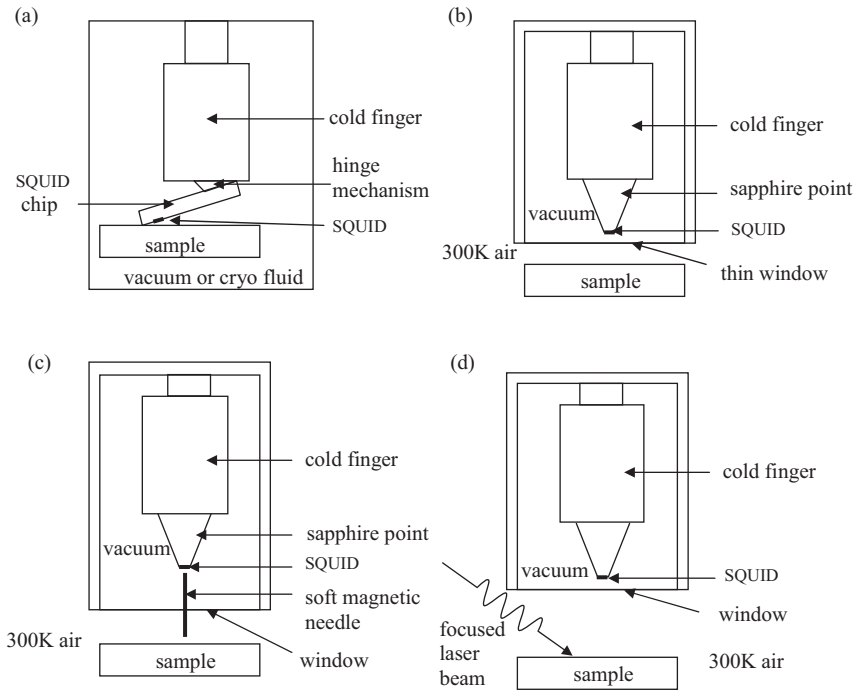 (a)
cold finger
hinge
mechanism
SQUID
chip
SQUID
sample
vacuum or cryo fluid
(b)
cold finger
sapphire point
vacuum
SQUID
300K air
thin window
sample
(c)
cold finger
sapphire point
vacuum
SQUID
soft magnetic
needle
300K air
window
sample
(d)
cold finger
vacuum
SQUID
window
focused
laser
beam
300K air
sample